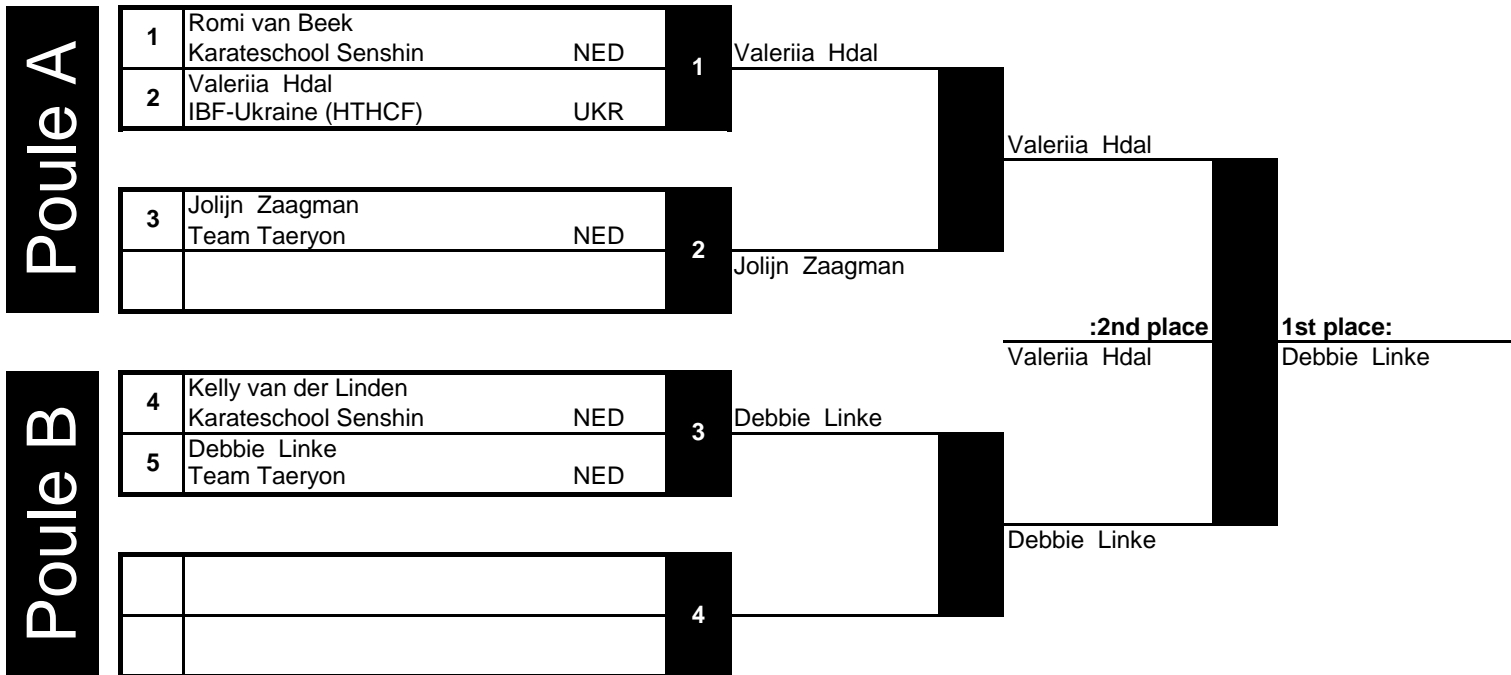 Poule A
1
Romi van Beek
Karateschool Senshin NED
2
Valeriia Hdal
IBF-Ukraine (HTHCF) UKR
1
Valeriia Hdal
3
Jolijn Zaagman
Team Taeryon NED
2
Jolijn Zaagman
Valeriia Hdal
:2nd place
Valeriia Hdal
1st place:
Debbie Linke
Poule B
4
Kelly van der Linden
Karateschool Senshin NED
5
Debbie Linke
Team Taeryon NED
3
Debbie Linke
4
Debbie Linke